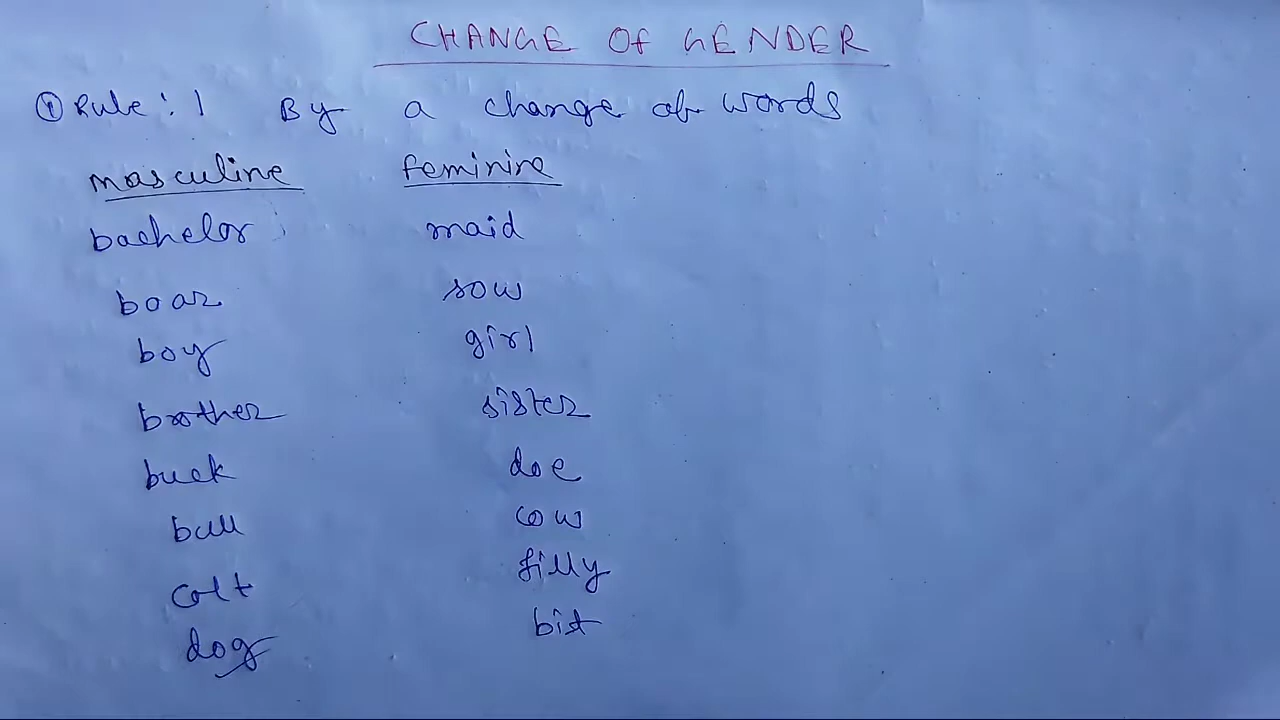 CHANGE OF GENDER
① Rule: 1 By a change of words
masculine feminine
bachelor maid
boar sow
boy girl
brother sister
buck doe
bull cow
colt filly
dog bist